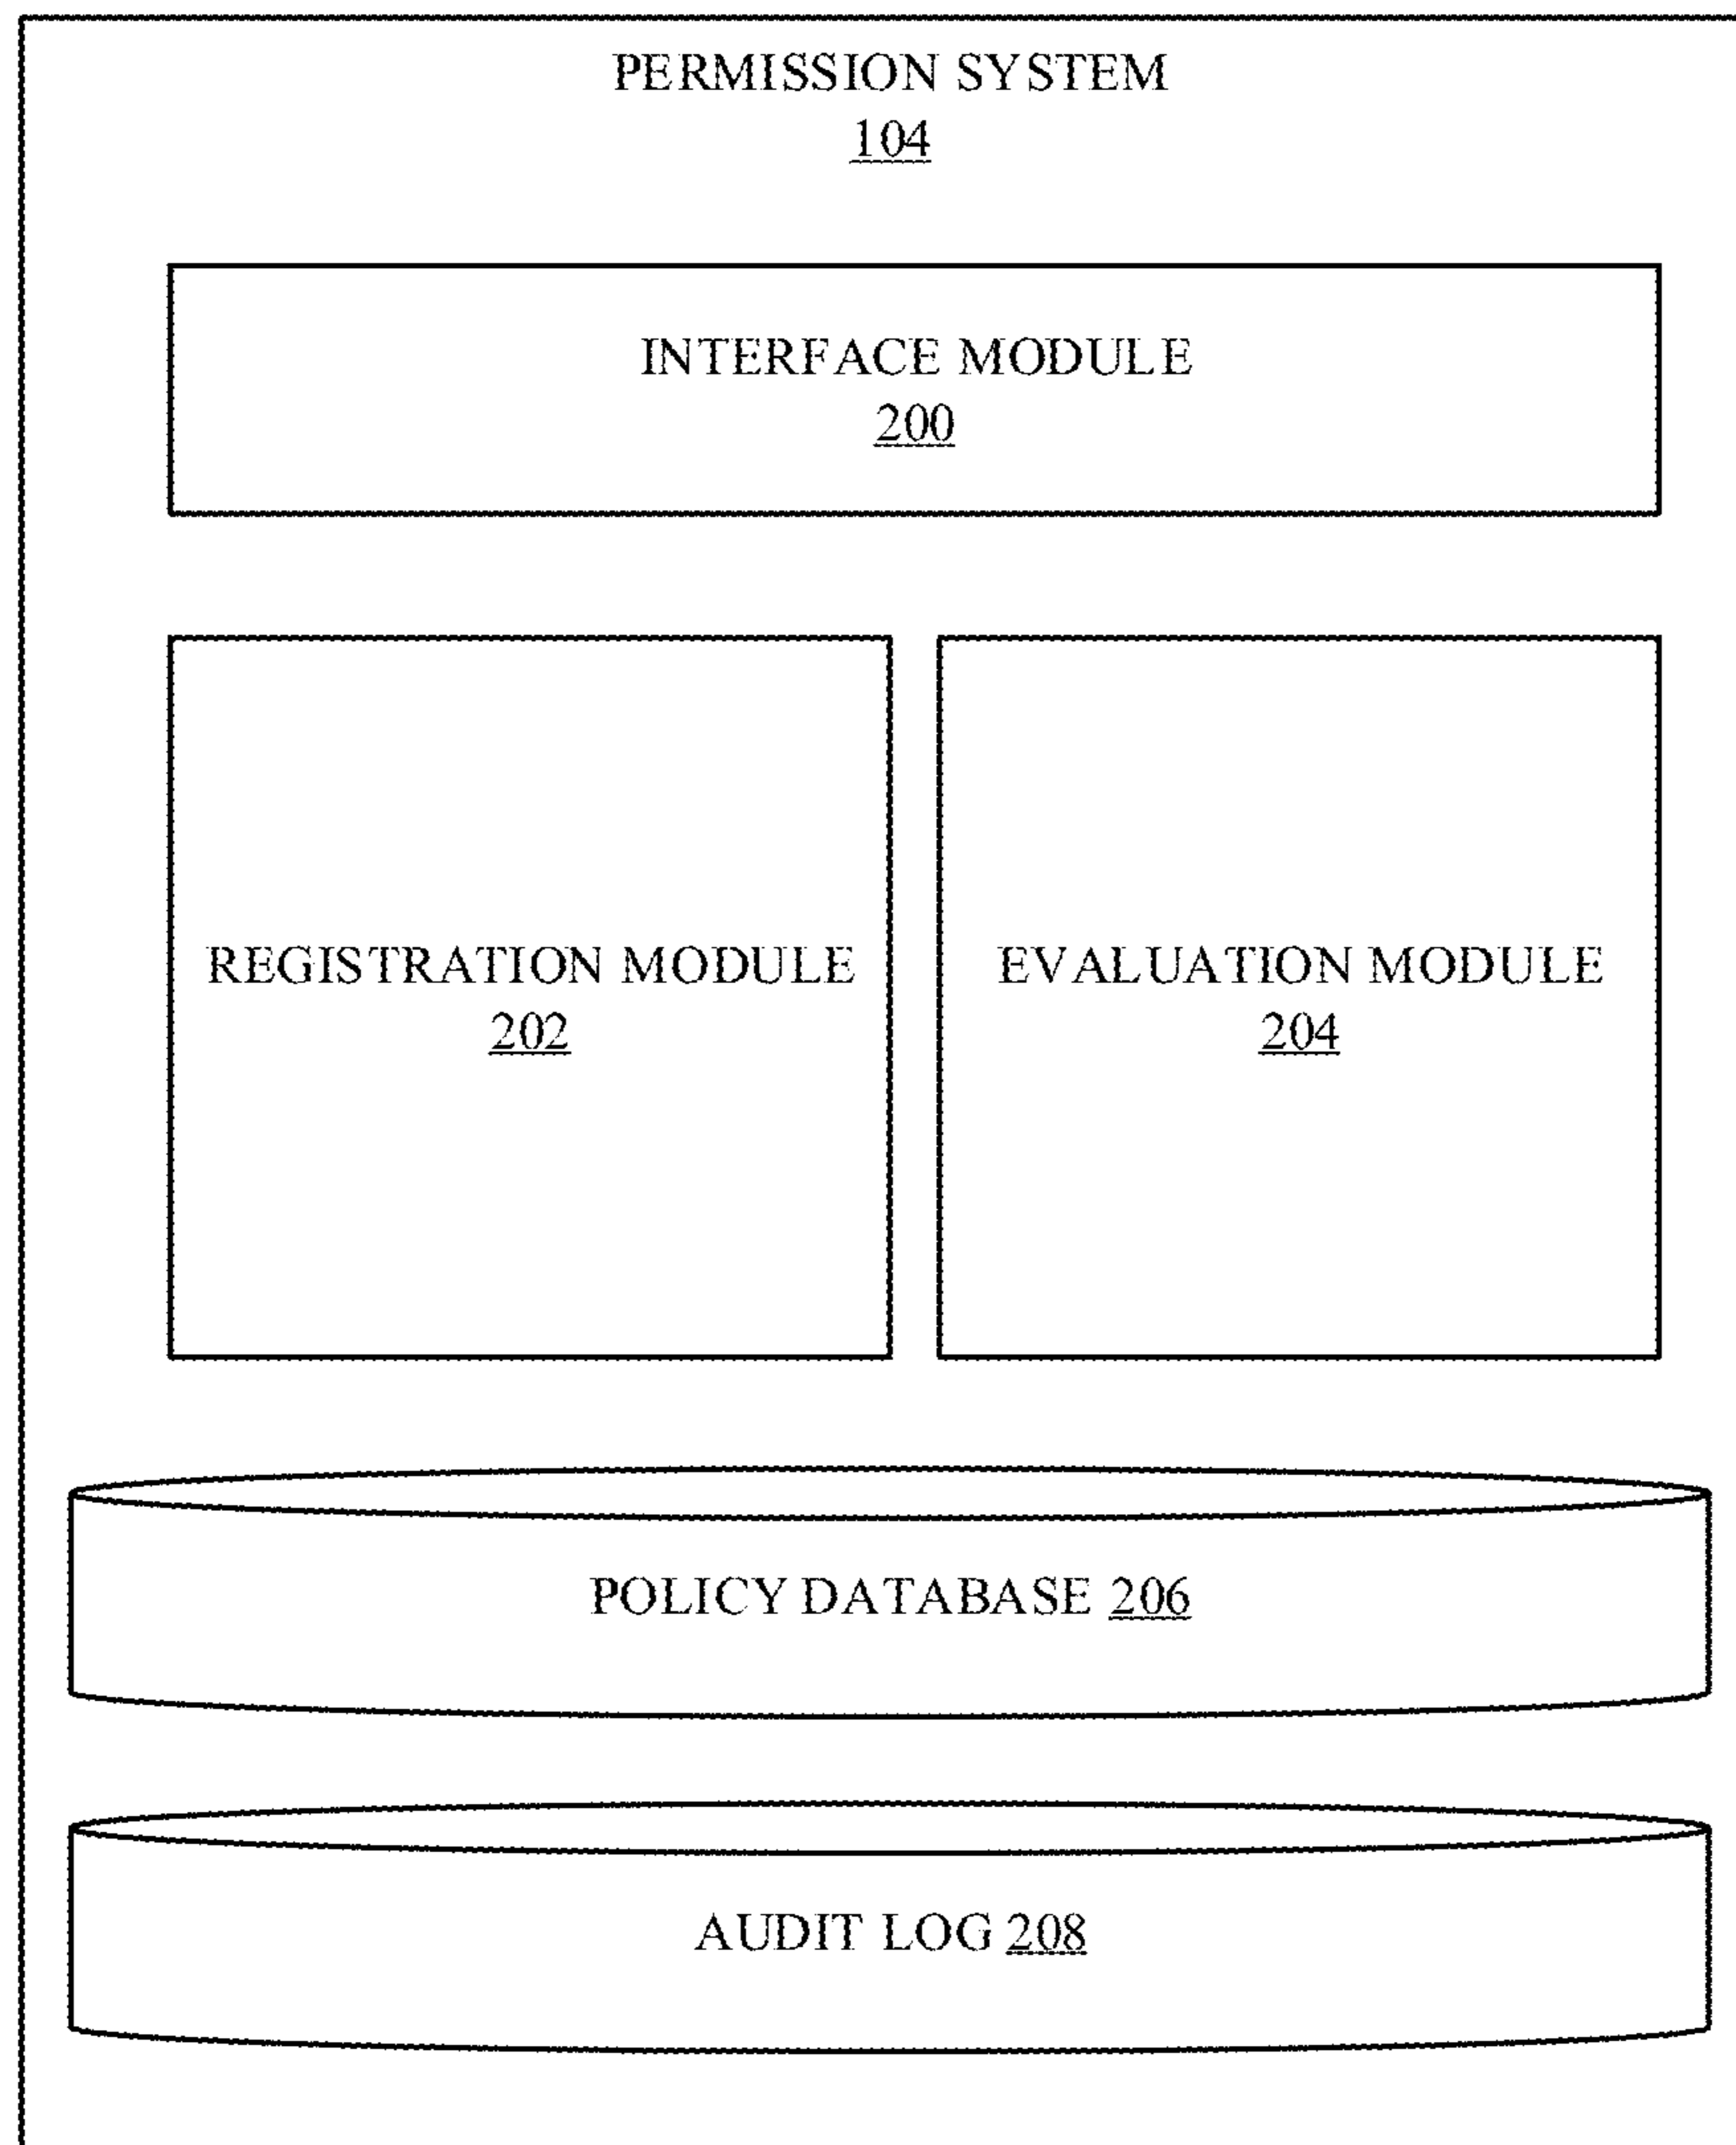 PERMISSION SYSTEM
104
INTERFACE MODULE
200
REGISTRATION MODULE
202
EVALUATION MODULE
204
POLICY DATABASE 206
AUDIT LOG 208